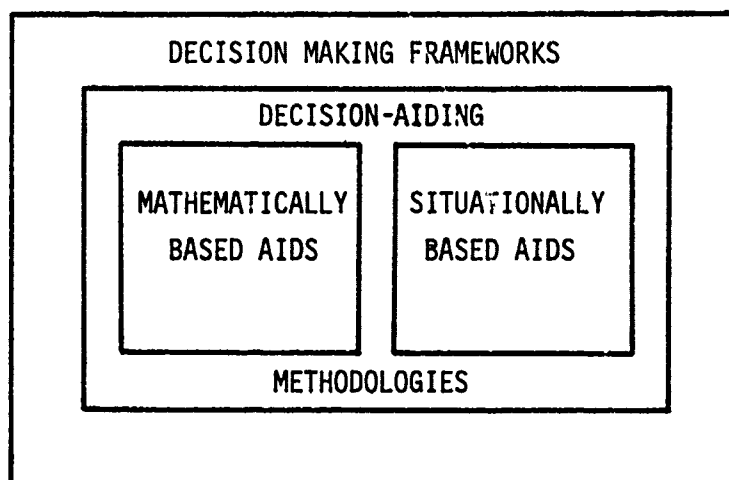 DECISION MAKING FRAMEWORKS
DECISION-AIDING
MATHEMATICALLY
BASED AIDS
SITUATIONALLY
BASED AIDS
METHODOLOGIES